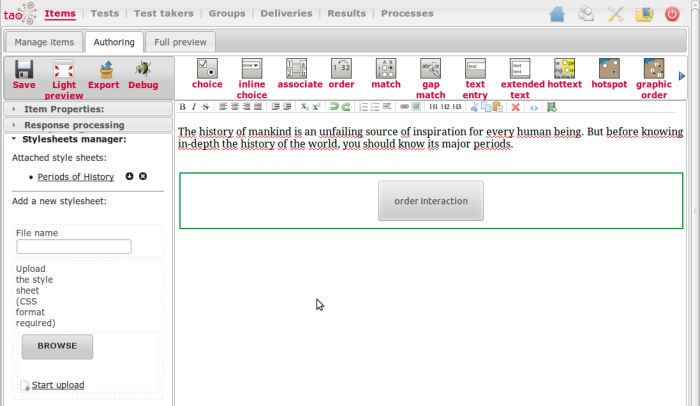 tao Items | Tests | Test takers | Groups | Deliveries | Results | Processes
Manage items Authoring Full preview
Save Light preview Export Debug
choice inline choice associate order match gap match text entry extended text hottext hotspot graphic order
B I S X₂ X² H1 H2 H3
Item Properties:
Response processing
Stylesheets manager:
Attached style sheets:
Periods of History
Add a new stylesheet:
File name
Upload
the style
sheet
(CSS
format
required)
BROWSE
Start upload
The history of mankind is an unfailing source of inspiration for every human being. But before knowing
in-depth the history of the world, you should know its major periods.
order Interaction